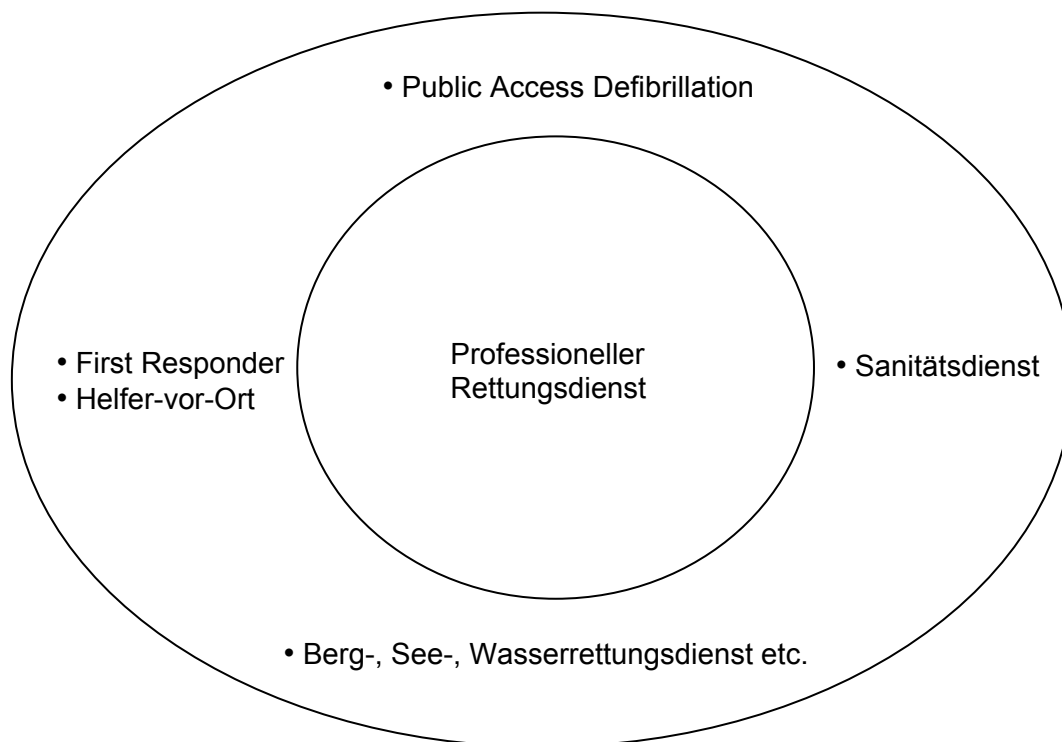 • Public Access Defibrillation
• First Responder
• Helfer-vor-Ort
Professioneller
Rettungsdienst
• Sanitätsdienst
• Berg-, See-, Wasserrettungsdienst etc.